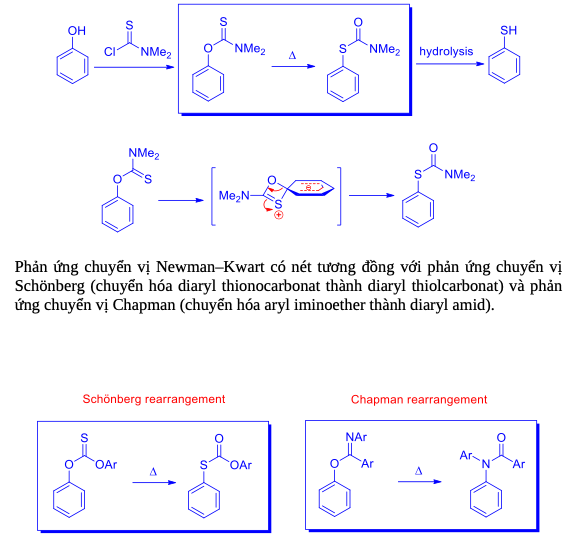 OH
S
Cl NMe2
S
O NMe2
Δ
O
S NMe2
hydrolysis
SH
NMe2
O S
Me2N O S ⊕ ⊖
O
S NMe2
Phản ứng chuyển vị Newman–Kwart có nét tương đồng với phản ứng chuyển vị
Schönberg (chuyển hóa diaryl thionocarbonat thành diaryl thiolcarbonat) và phản
ứng chuyển vị Chapman (chuyển hóa aryl iminoether thành diaryl amid).
Schönberg rearrangement
Chapman rearrangement
S
O OAr
Δ
O
S OAr
NAr
O Ar
Δ
O
Ar N Ar